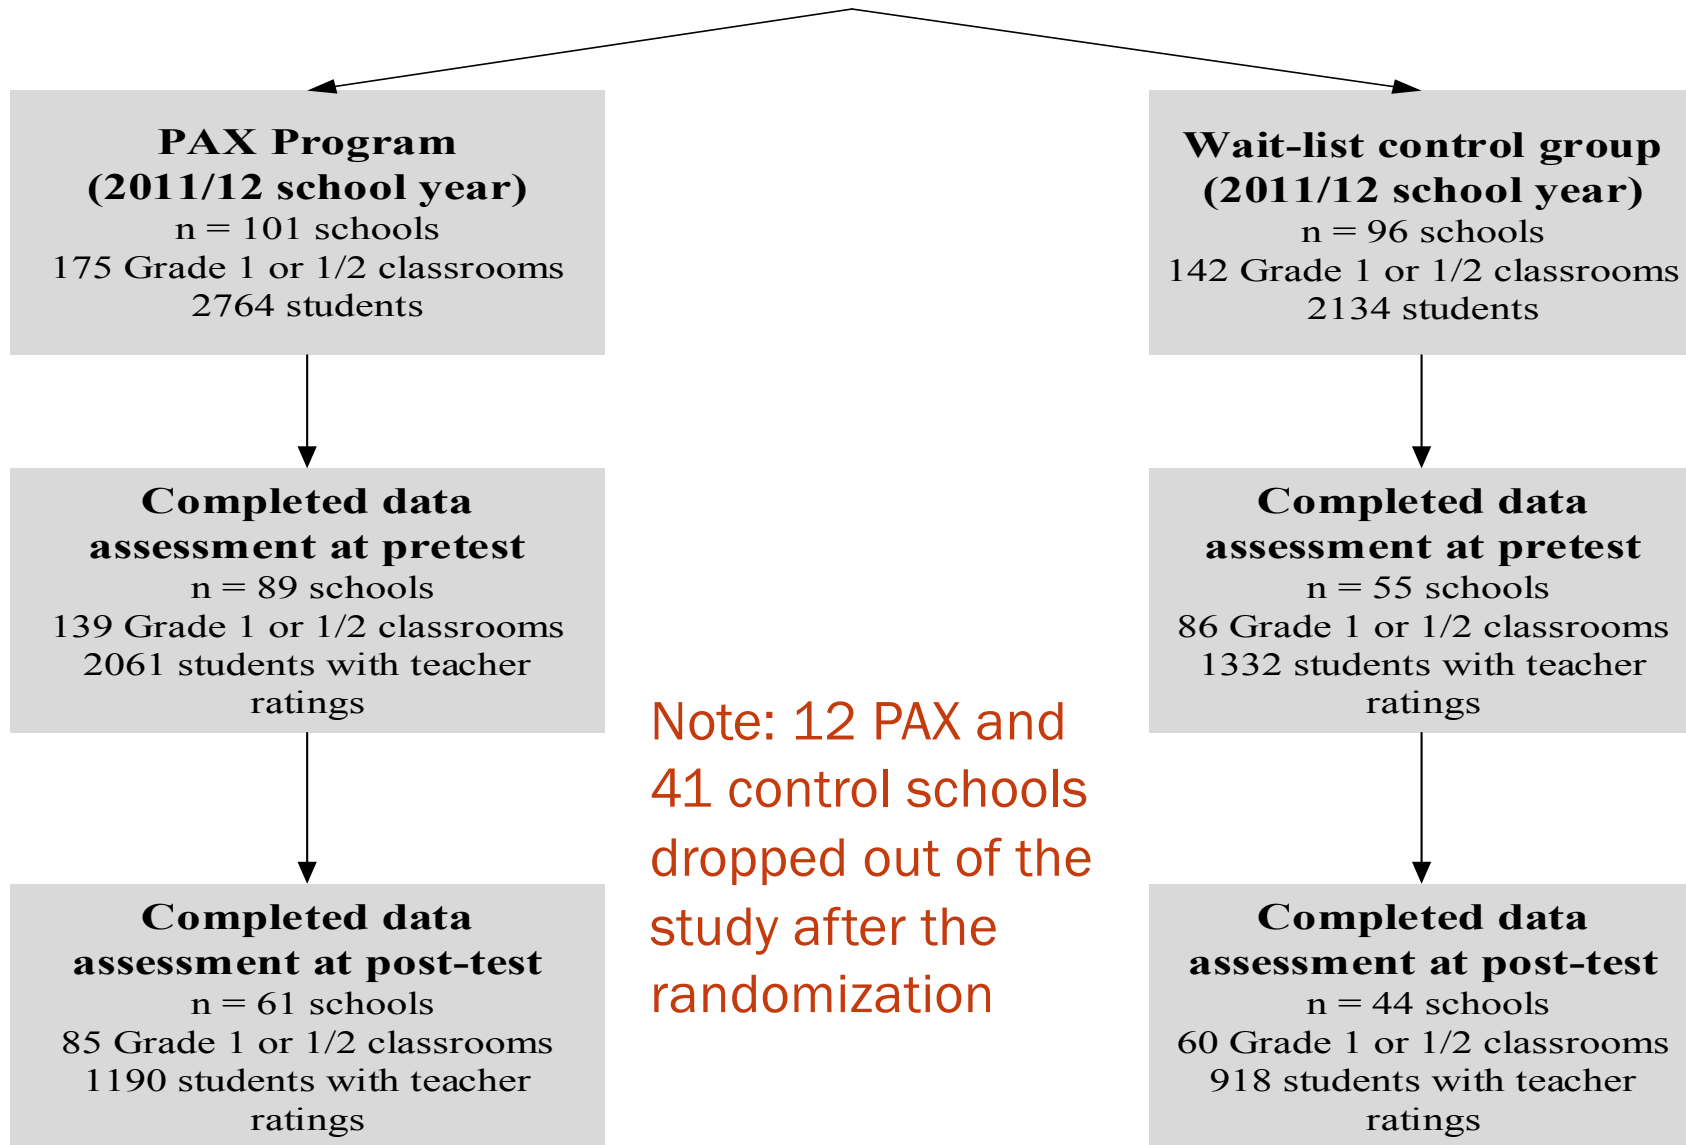 PAX Program
(2011/12 school year)
n = 101 schools
175 Grade 1 or 1/2 classrooms
2764 students
Wait-list control group
(2011/12 school year)
n = 96 schools
142 Grade 1 or 1/2 classrooms
2134 students
Completed data
assessment at pretest
n = 89 schools
139 Grade 1 or 1/2 classrooms
2061 students with teacher
ratings
Completed data
assessment at pretest
n = 55 schools
86 Grade 1 or 1/2 classrooms
1332 students with teacher
ratings
Note: 12 PAX and
41 control schools
dropped out of the
study after the
randomization
Completed data
assessment at post-test
n = 61 schools
85 Grade 1 or 1/2 classrooms
1190 students with teacher
ratings
Completed data
assessment at post-test
n = 44 schools
60 Grade 1 or 1/2 classrooms
918 students with teacher
ratings